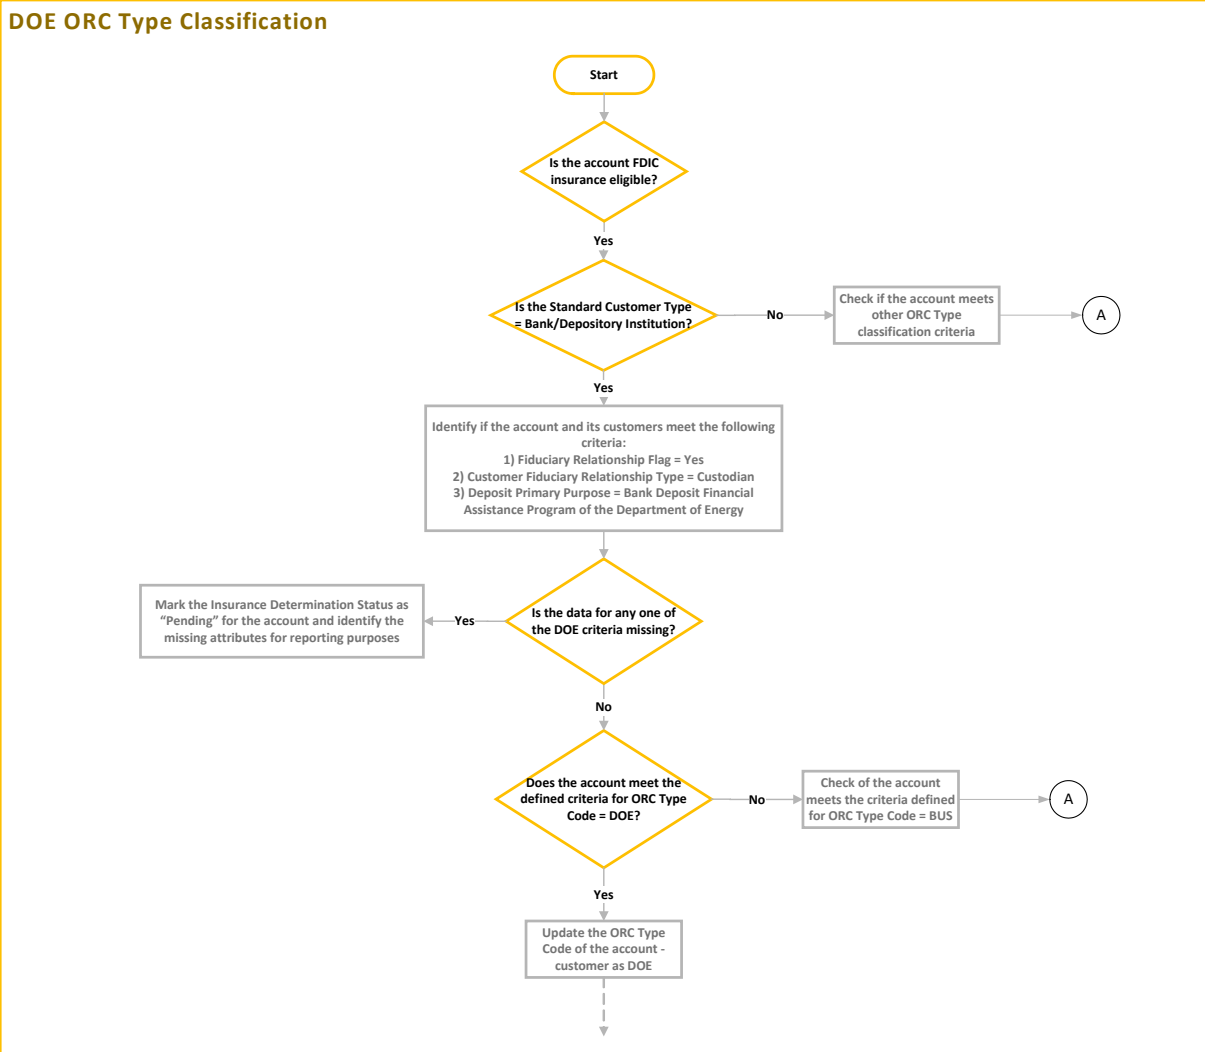 DOE ORC Type Classification
Start
Is the account FDIC
insurance eligible?
Yes
Is the Standard Customer Type
= Bank/Depository Institution?
No
Check if the account meets
other ORC Type
classification criteria
A
Yes
Identify if the account and its customers meet the following
criteria:
1) Fiduciary Relationship Flag = Yes
2) Customer Fiduciary Relationship Type = Custodian
3) Deposit Primary Purpose = Bank Deposit Financial
Assistance Program of the Department of Energy
Mark the Insurance Determination Status as
“Pending” for the account and identify the
missing attributes for reporting purposes
Yes
Is the data for any one of
the DOE criteria missing?
No
Does the account meet the
defined criteria for ORC Type
Code = DOE?
No
Check of the account
meets the criteria defined
for ORC Type Code = BUS
A
Yes
Update the ORC Type
Code of the account -
customer as DOE